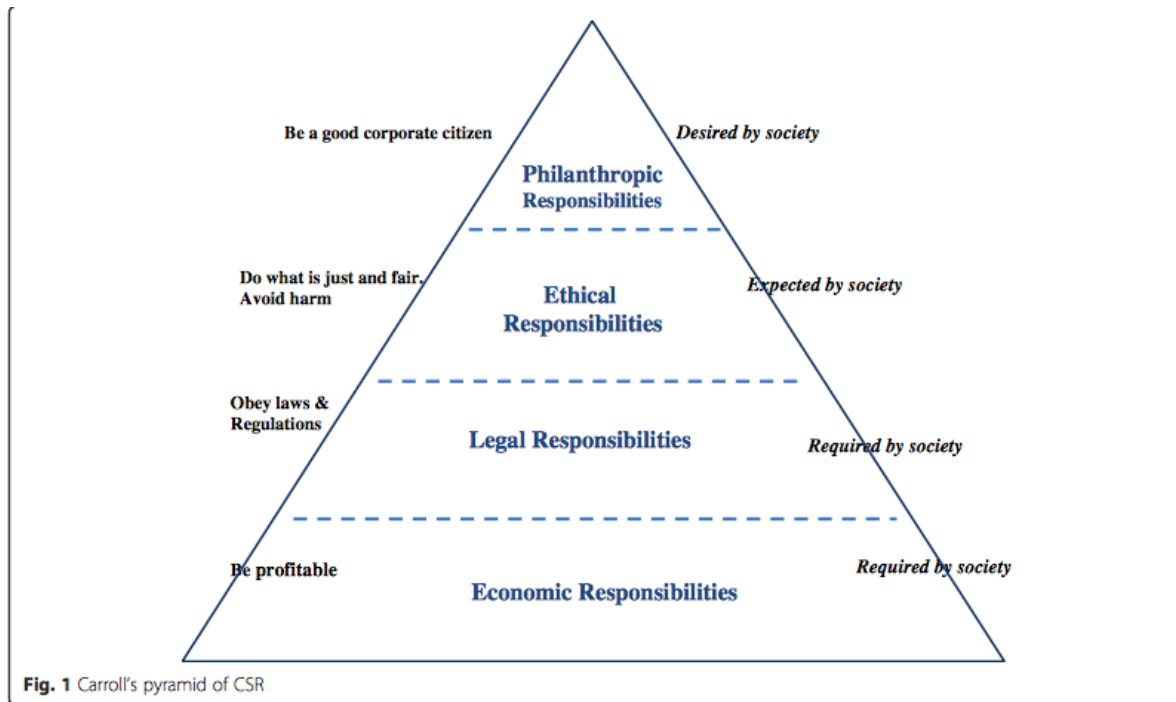 Be a good corporate citizen
Desired by society
Philanthropic
Responsibilities
Do what is just and fair,
Avoid harm
Expected by society
Ethical
Responsibilities
Obey laws &
Regulations
Legal Responsibilities
Required by society
Be profitable
Required by society
Economic Responsibilities
Fig. 1 Carroll's pyramid of CSR